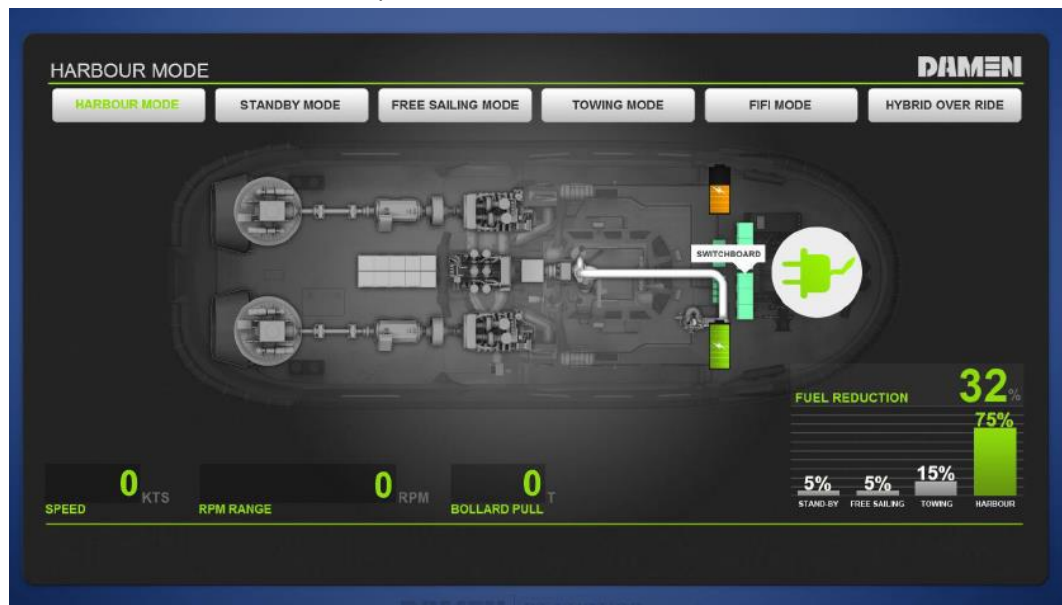 HARBOUR MODE
DAMEN
HARBOUR MODE
STANDBY MODE
FREE SAILING MODE
TOWING MODE
FIFI MODE
HYBRID OVER RIDE
SWITCHBOARD
FUEL REDUCTION 32%
75%
5%
5%
15%
STAND-BY
FREE SAILING
TOWING
HARBOUR
0 KTS
SPEED
0 RPM
RPM RANGE
0 T
BOLLARD PULL